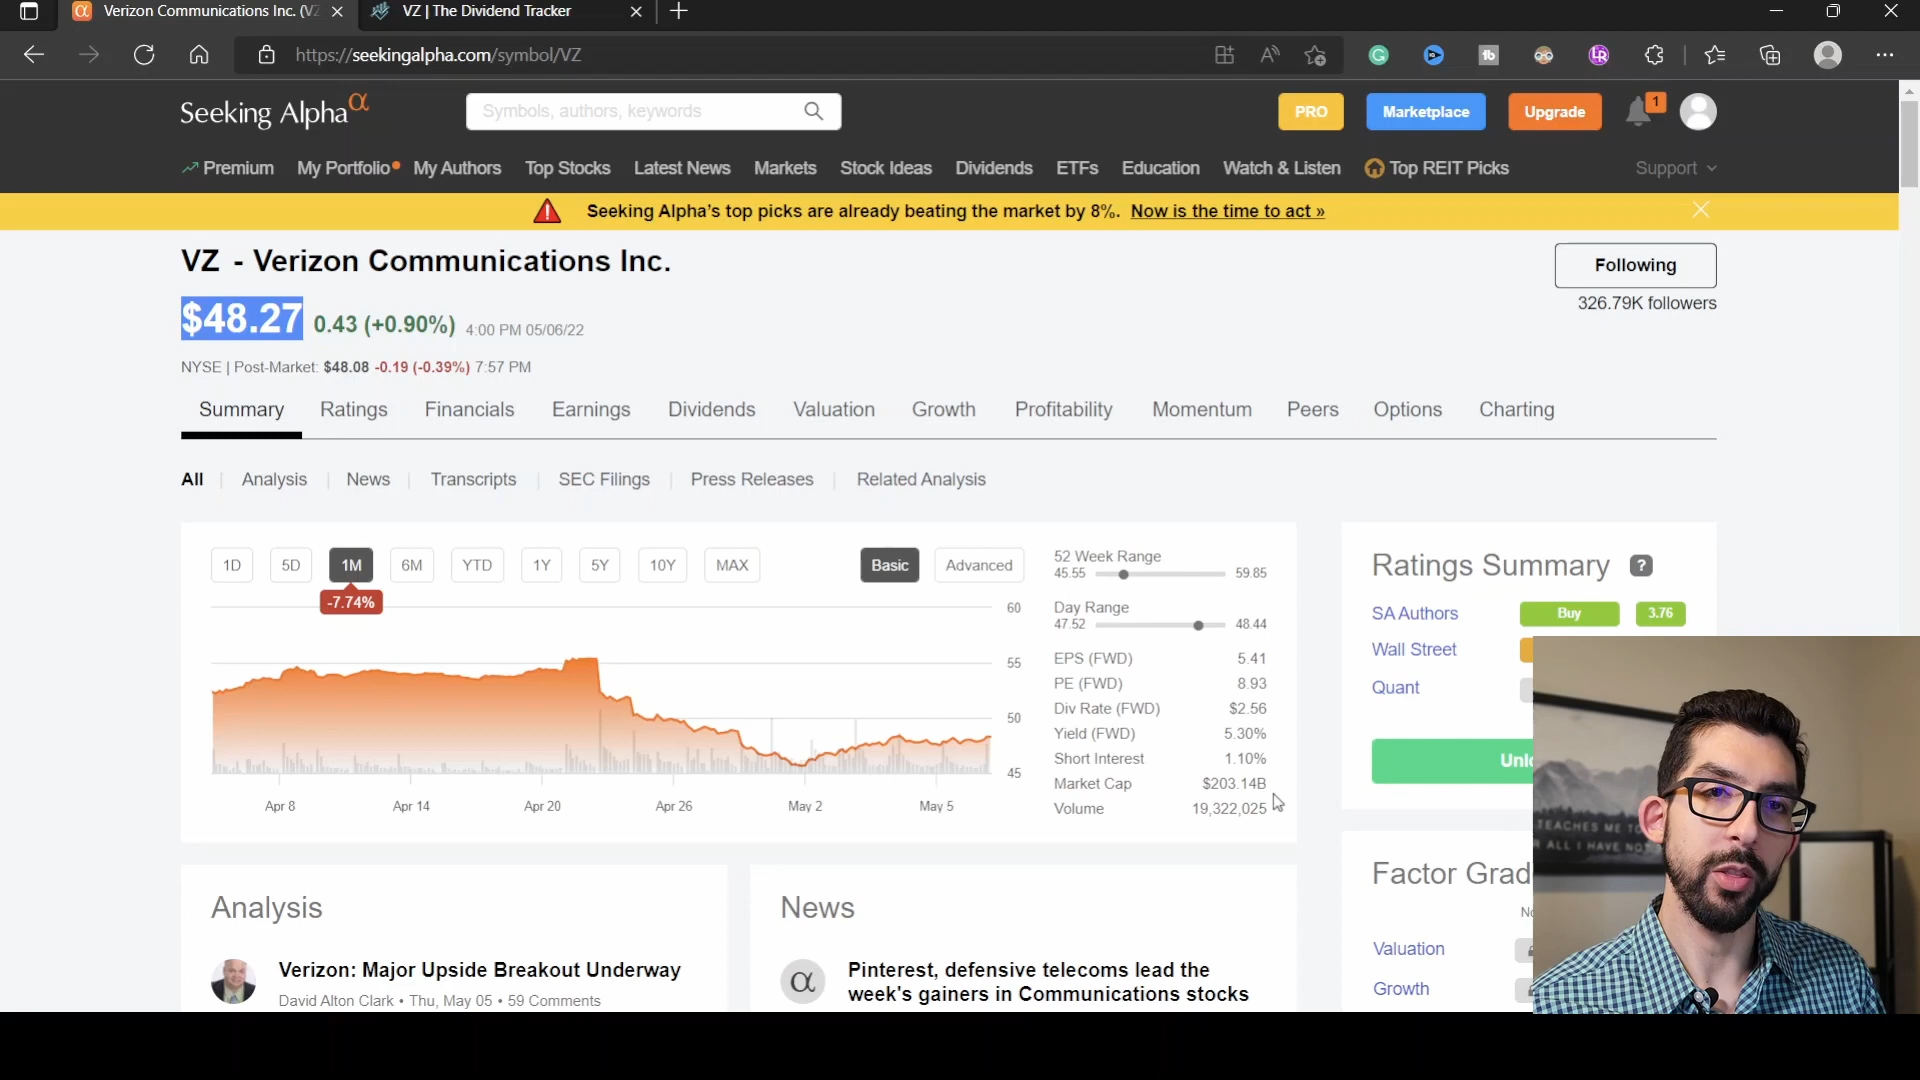 Verizon Communications Inc. (VZ
VZ | The Dividend Tracker
https://seekingalpha.com/symbol/VZ
Seeking Alpha α
Symbols, authors, keywords
PRO
Marketplace
Upgrade
1
Premium My Portfolio My Authors Top Stocks Latest News Markets Stock Ideas Dividends ETFs Education Watch & Listen Top REIT Picks Support
Seeking Alpha's top picks are already beating the market by 8%. Now is the time to act »
VZ - Verizon Communications Inc.
Following
326.79K followers
$48.27 0.43 (+0.90%) 4:00 PM 05/06/22
NYSE | Post-Market: $48.08 -0.19 (-0.39%) 7:57 PM
Summary Ratings Financials Earnings Dividends Valuation Growth Profitability Momentum Peers Options Charting
All Analysis News Transcripts SEC Filings Press Releases Related Analysis
1D 5D 1M 6M YTD 1Y 5Y 10Y MAX Basic Advanced
-7.74%
60
55
50
45
Apr 8 Apr 14 Apr 20 Apr 26 May 2 May 5
52 Week Range
45.55 59.85
Day Range
47.52 48.44
EPS (FWD) 5.41
PE (FWD) 8.93
Div Rate (FWD) $2.56
Yield (FWD) 5.30%
Short Interest 1.10%
Market Cap $203.14B
Volume 19,322,025
Ratings Summary ?
SA Authors Buy 3.76
Wall Street
Quant
Factor Grad
Valuation
Growth
TEACHES ME TO
ALL I HAVE NO
Analysis
Verizon: Major Upside Breakout Underway
David Alton Clark • Thu, May 05 • 59 Comments
News
α
Pinterest, defensive telecoms lead the
week's gainers in Communications stocks